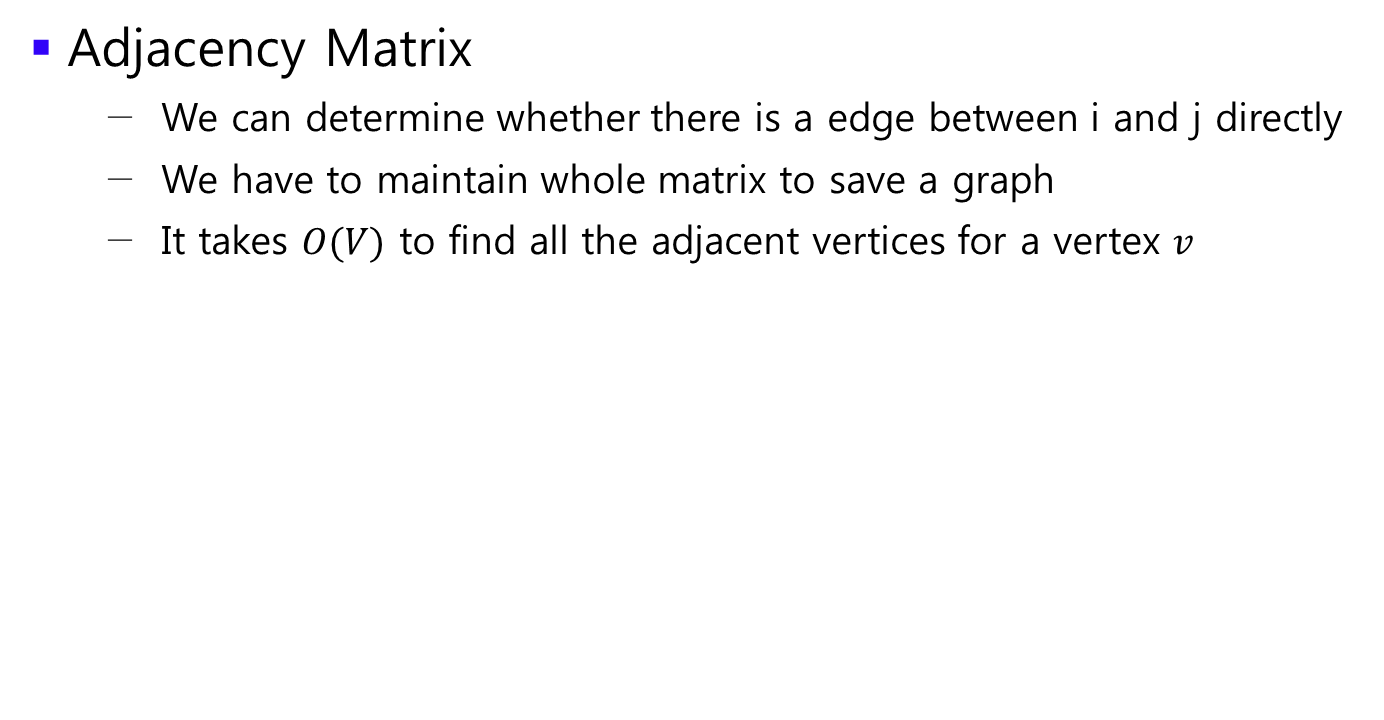 ▪ Adjacency Matrix
– We can determine whether there is a edge between i and j directly
– We have to maintain whole matrix to save a graph
– It takes 𝑂(𝑉) to find all the adjacent vertices for a vertex 𝑣